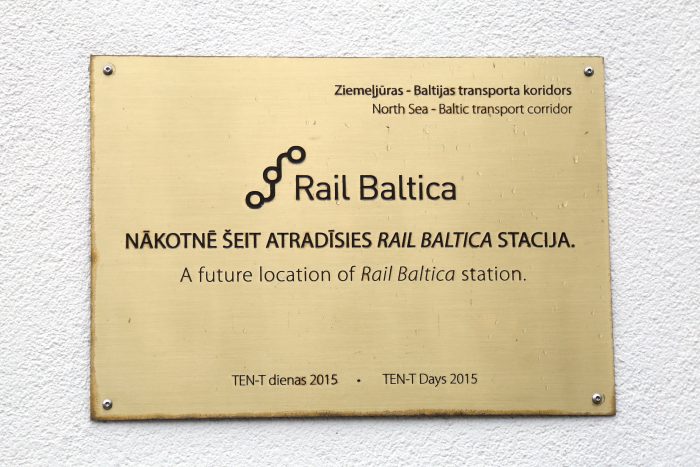 Ziemeļjūras - Baltijas transporta koridors
North Sea - Baltic transport corridor
Rail Baltica
NĀKOTNĒ ŠEIT ATRADĪSIES RAIL BALTICA STACIJA.
A future location of Rail Baltica station.
TEN-T dienas 2015 • TEN-T Days 2015